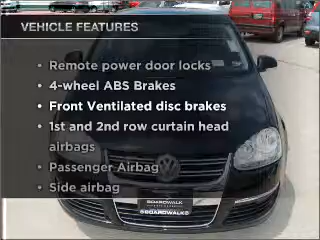 VEHICLE FEATURES
• Remote power door locks
• 4-wheel ABS Brakes
• Front Ventilated disc brakes
• 1st and 2nd row curtain head
airbags
• Passenger Airbag
• Side airbag
BOARDWALK
BOARDWALK